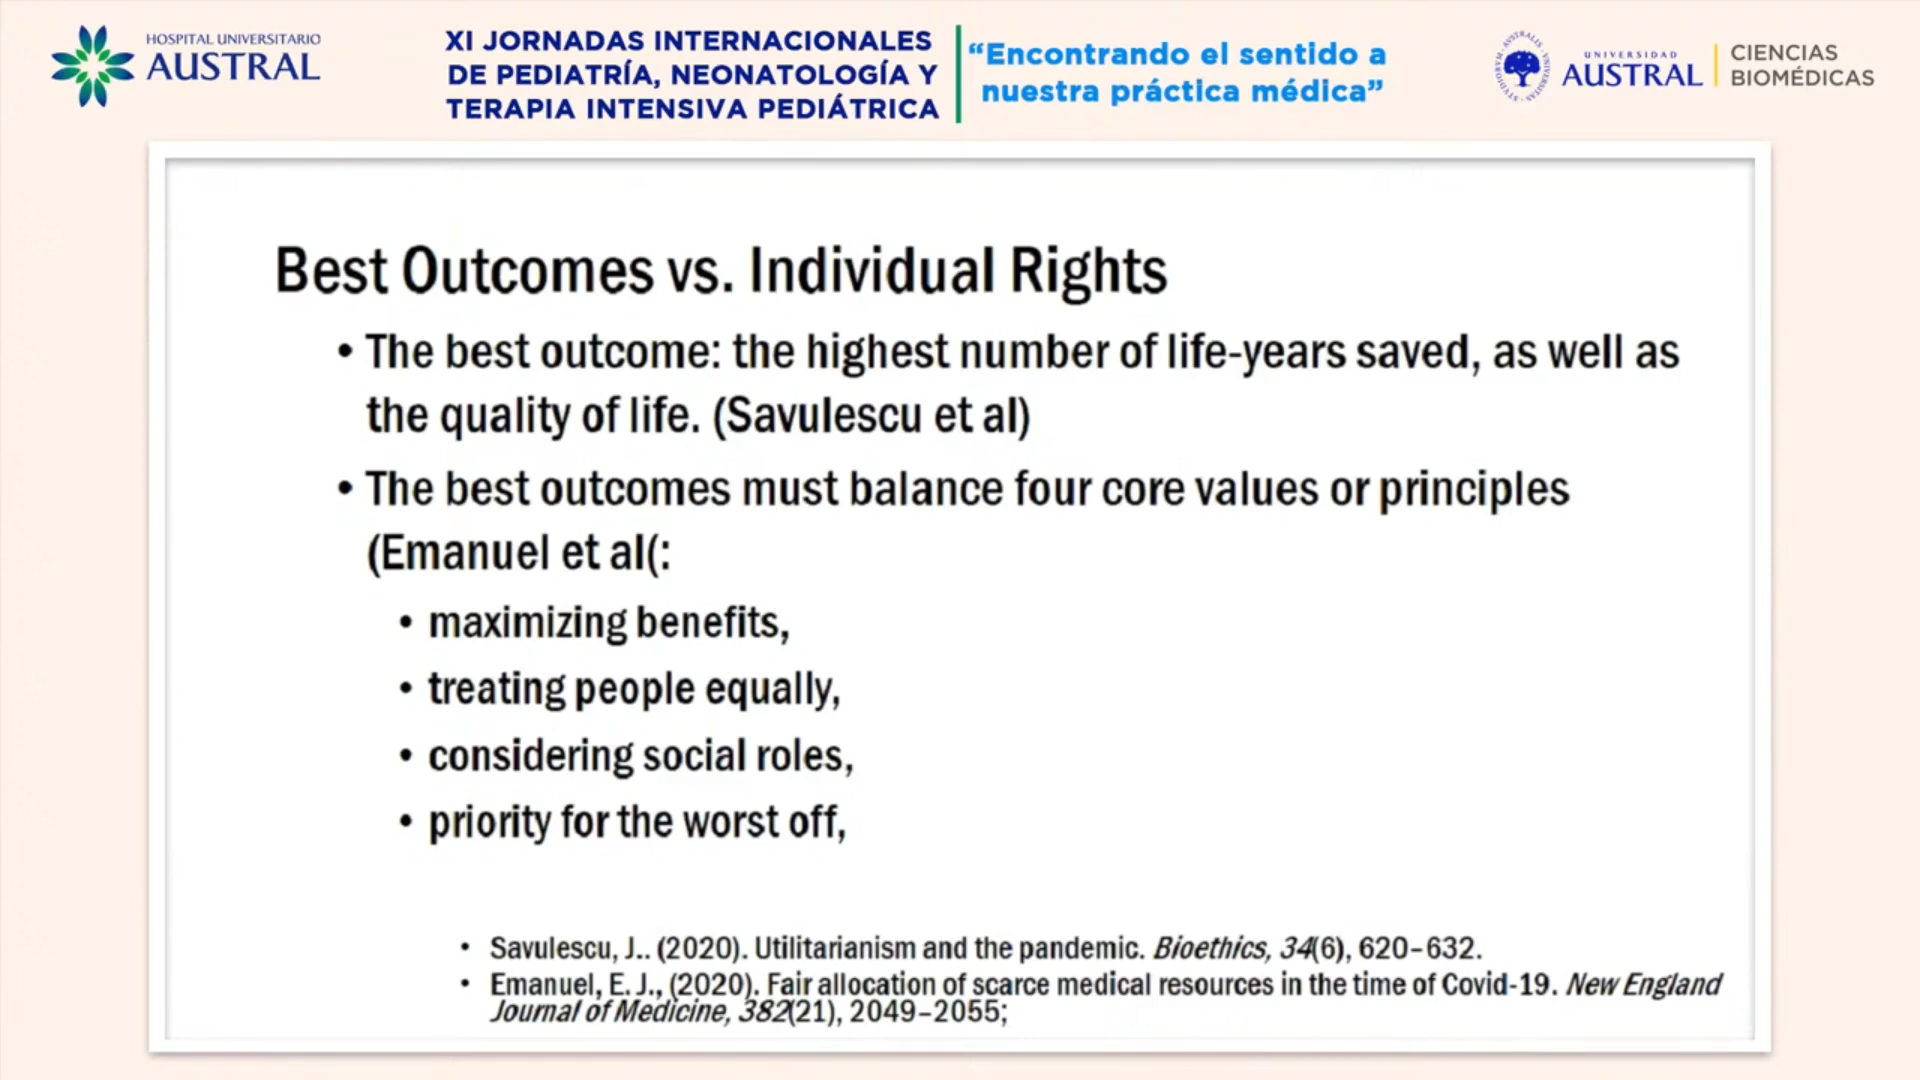 HOSPITAL UNIVERSITARIO
AUSTRAL
XI JORNADAS INTERNACIONALES
DE PEDIATRÍA, NEONATOLOGÍA Y
TERAPIA INTENSIVA PEDIÁTRICA
“Encontrando el sentido a
nuestra práctica médica”
UNIVERSIDAD
AUSTRAL
CIENCIAS
BIOMÉDICAS
Best Outcomes vs. Individual Rights
• The best outcome: the highest number of life-years saved, as well as
the quality of life. (Savulescu et al)
• The best outcomes must balance four core values or principles
(Emanuel et al(:
• maximizing benefits,
• treating people equally,
• considering social roles,
• priority for the worst off,
• Savulescu, J.. (2020). Utilitarianism and the pandemic. Bioethics, 34(6), 620–632.
• Emanuel, E. J., (2020). Fair allocation of scarce medical resources in the time of Covid-19. New England
Journal of Medicine, 382(21), 2049–2055;